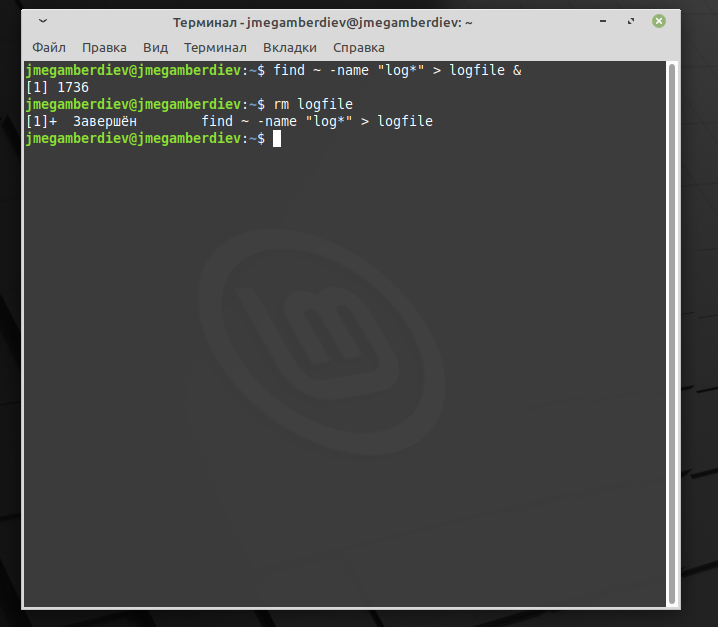 Терминал - jmegamberdiev@jmegamberdiev: ~
Файл Правка Вид Терминал Вкладки Справка
jmegamberdiev@jmegamberdiev:~$ find ~ -name "log*" > logfile &
[1] 1736
jmegamberdiev@jmegamberdiev:~$ rm logfile
[1]+  Завершён        find ~ -name "log*" > logfile
jmegamberdiev@jmegamberdiev:~$